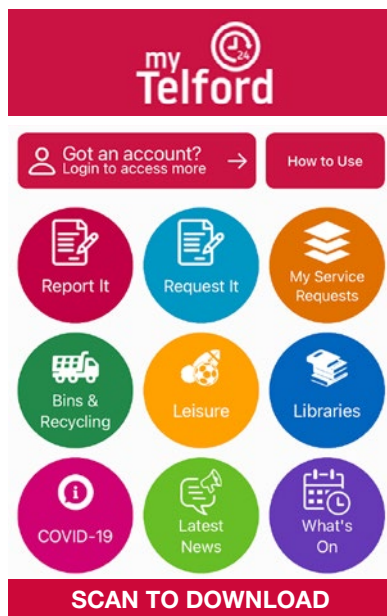 my
24
Telford
Got an account?
Login to access more
How to Use
Report It
Request It
My Service
Requests
Bins &
Recycling
Leisure
Libraries
i
COVID-19
Latest
News
What's
On
SCAN TO DOWNLOAD